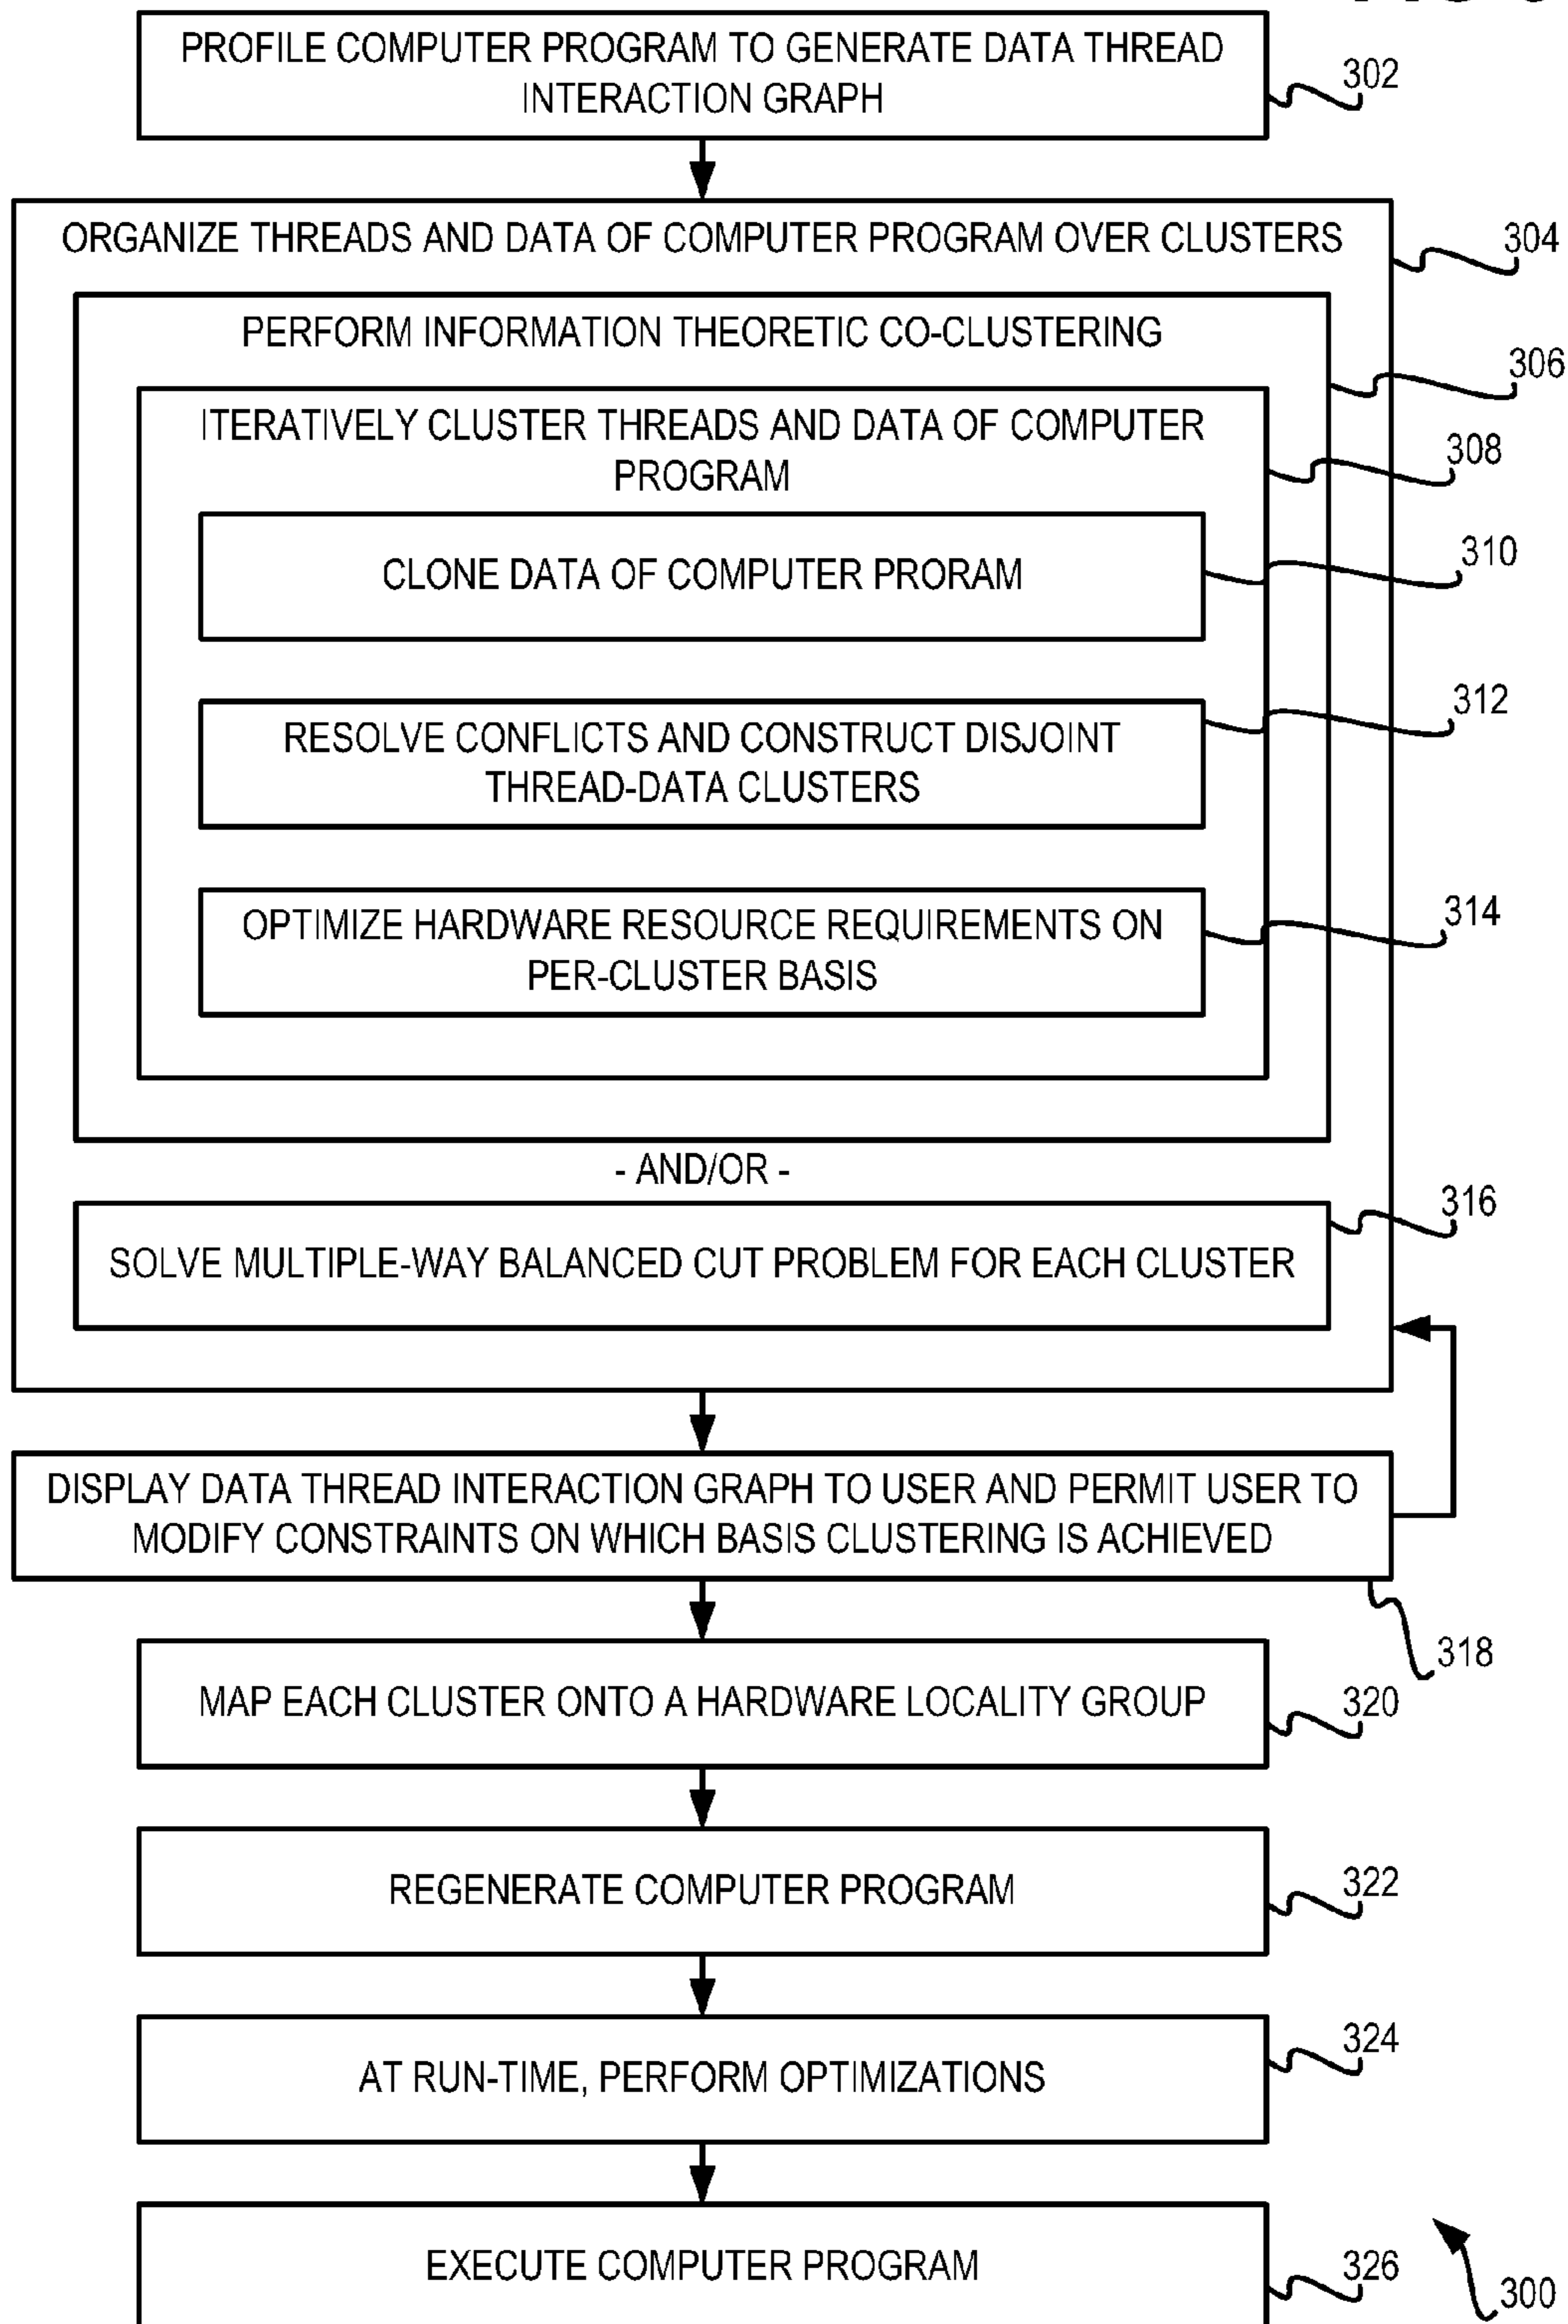 PROFILE COMPUTER PROGRAM TO GENERATE DATA THREAD
INTERACTION GRAPH
302
ORGANIZE THREADS AND DATA OF COMPUTER PROGRAM OVER CLUSTERS
304
PERFORM INFORMATION THEORETIC CO-CLUSTERING
306
ITERATIVELY CLUSTER THREADS AND DATA OF COMPUTER
PROGRAM
308
CLONE DATA OF COMPUTER PRORAM
310
RESOLVE CONFLICTS AND CONSTRUCT DISJOINT
THREAD-DATA CLUSTERS
312
OPTIMIZE HARDWARE RESOURCE REQUIREMENTS ON
PER-CLUSTER BASIS
314
- AND/OR -
SOLVE MULTIPLE-WAY BALANCED CUT PROBLEM FOR EACH CLUSTER
316
DISPLAY DATA THREAD INTERACTION GRAPH TO USER AND PERMIT USER TO
MODIFY CONSTRAINTS ON WHICH BASIS CLUSTERING IS ACHIEVED
318
MAP EACH CLUSTER ONTO A HARDWARE LOCALITY GROUP
320
REGENERATE COMPUTER PROGRAM
322
AT RUN-TIME, PERFORM OPTIMIZATIONS
324
EXECUTE COMPUTER PROGRAM
326
300